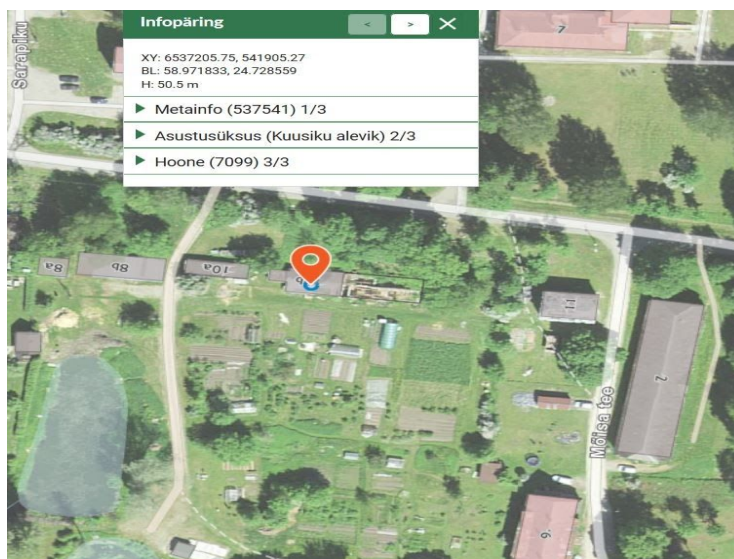 Infopäring
< >
XY: 6537205.75, 541905.27
BL: 58.971833, 24.728559
H: 50.5 m
Metainfo (537541) 1/3
Asustusüksus (Kuusiku alevik) 2/3
Hoone (7099) 3/3
Sarapiku
7
8a
8b
10a
11
2
Mõisa tee